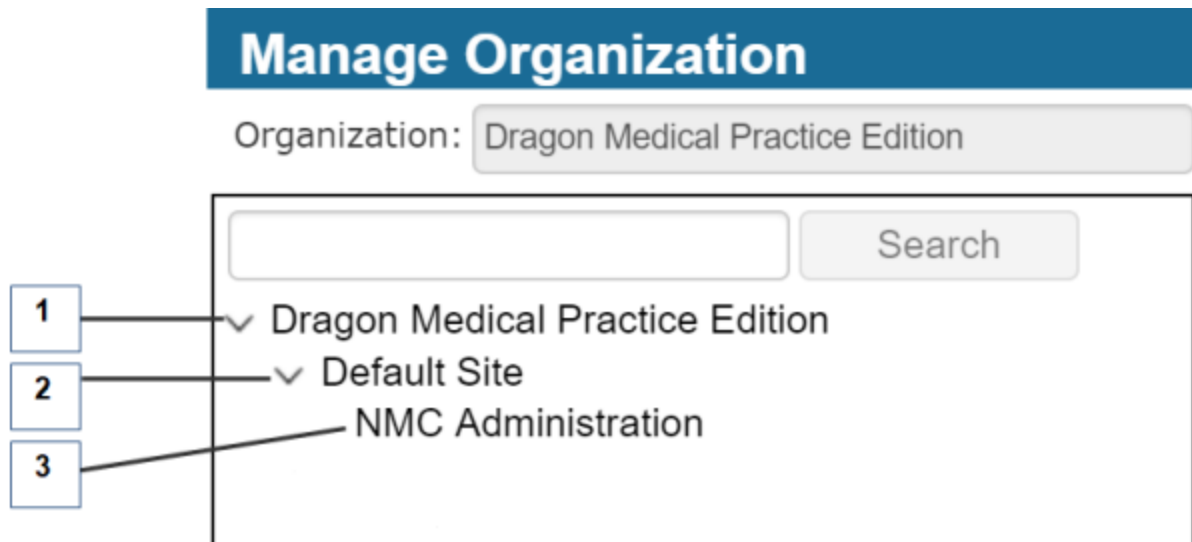 Manage Organization
Organization: Dragon Medical Practice Edition
Search
1 Dragon Medical Practice Edition
2 Default Site
3 NMC Administration